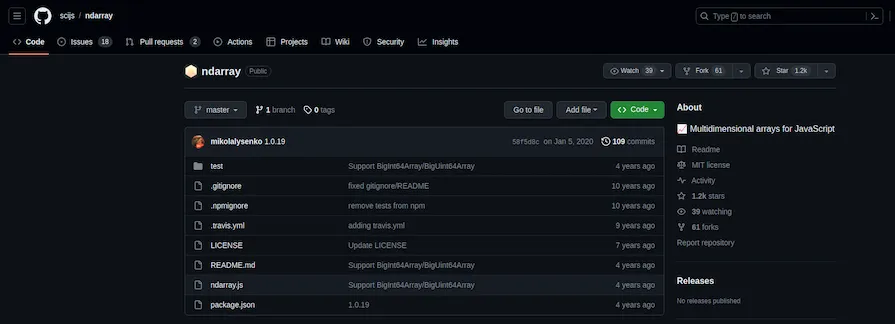 scijs / ndarray
Type / to search
Code Issues 18 Pull requests 2 Actions Projects Wiki Security Insights
ndarray Public
Watch 39 Fork 61 Star 1.2k
master 1 branch 0 tags Go to file Add file Code
mikolalysenko 1.0.19 58f5d8c on Jan 5, 2020 109 commits
test Support BigInt64Array/BigUint64Array 4 years ago
.gitignore fixed gitignore/README 10 years ago
.npmignore remove tests from npm 10 years ago
.travis.yml adding travis.yml 9 years ago
LICENSE Update LICENSE 7 years ago
README.md Support BigInt64Array/BigUint64Array 4 years ago
ndarray.js Support BigInt64Array/BigUint64Array 4 years ago
package.json 1.0.19 4 years ago
About
Multidimensional arrays for JavaScript
Readme
MIT license
Activity
1.2k stars
39 watching
61 forks
Report repository
Releases
No releases published